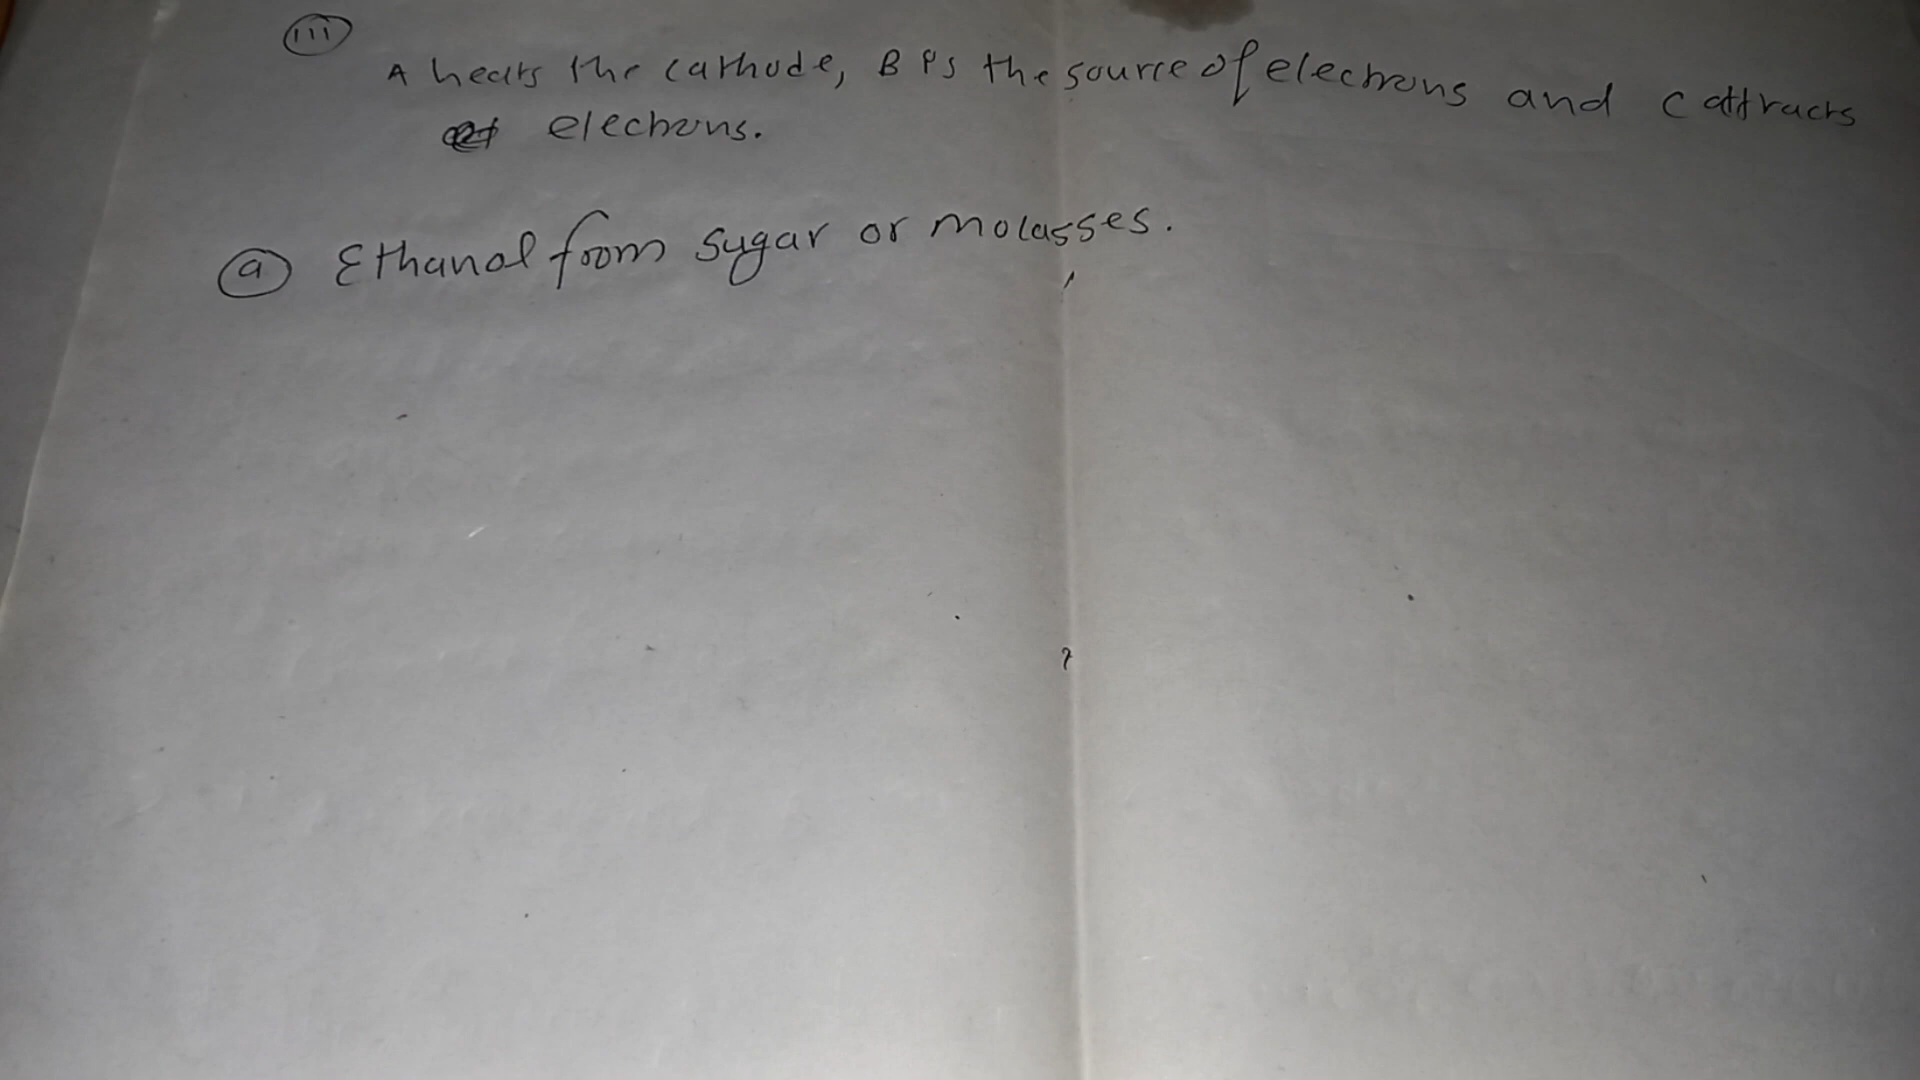 (iii)
A heats the cathode, B is the source of electrons and C attracts
electrons.
(a) Ethanol from sugar or molasses.